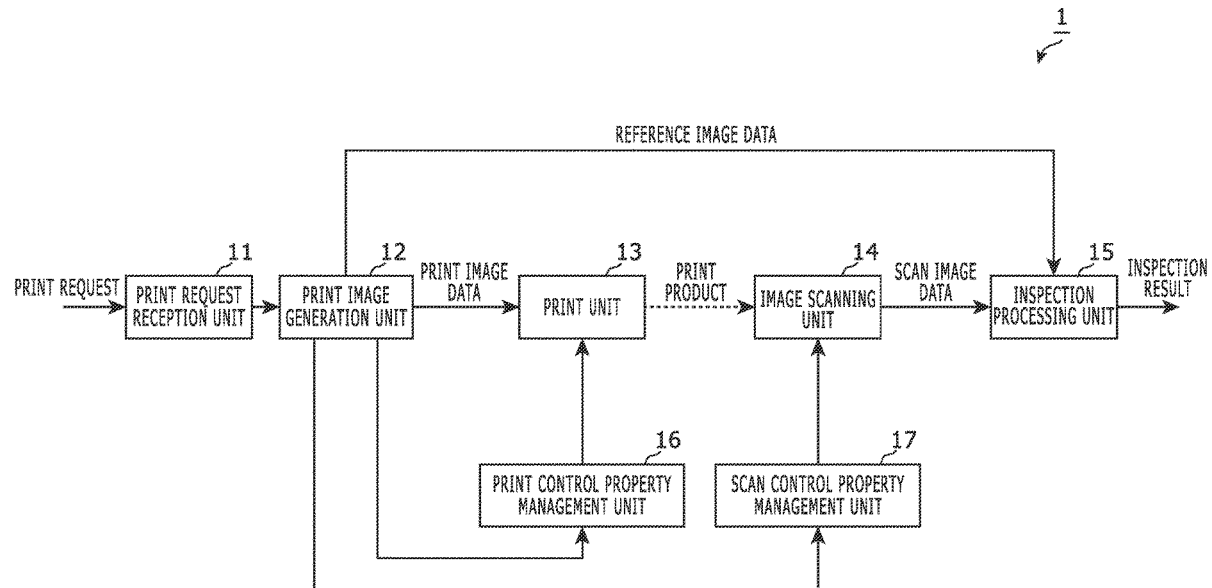 1
REFERENCE IMAGE DATA
11
12
13
14
15
PRINT REQUEST
PRINT REQUEST
RECEPTION UNIT
PRINT IMAGE
GENERATION UNIT
PRINT IMAGE
DATA
PRINT UNIT
PRINT
PRODUCT
IMAGE SCANNING
UNIT
SCAN IMAGE
DATA
INSPECTION
PROCESSING UNIT
INSPECTION
RESULT
16
17
PRINT CONTROL PROPERTY
MANAGEMENT UNIT
SCAN CONTROL PROPERTY
MANAGEMENT UNIT